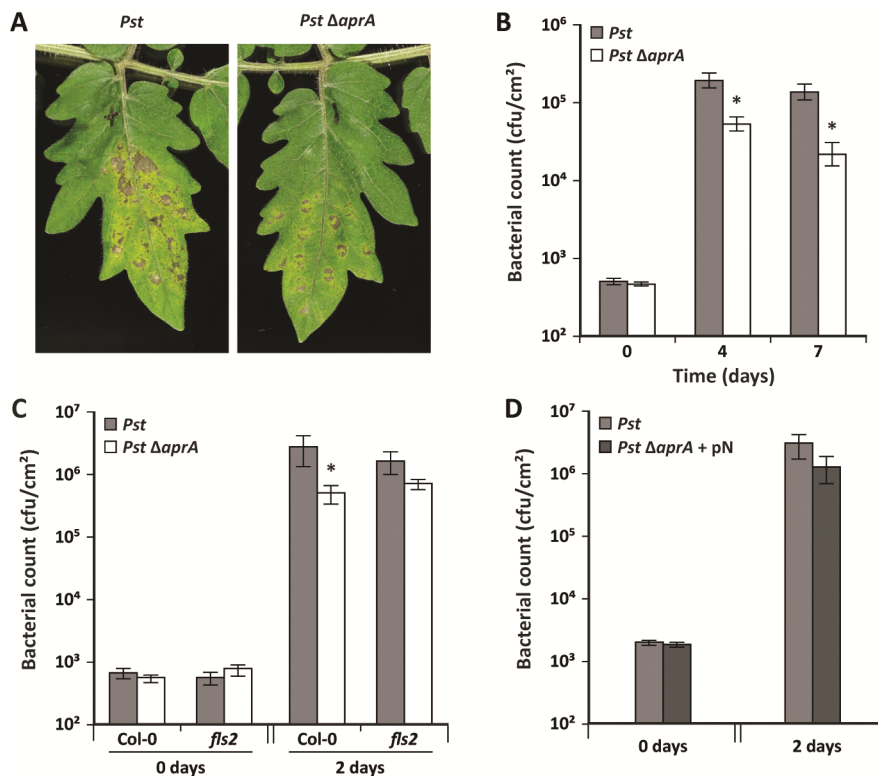 A
Pst
Pst ΔaprA
B
Bacterial count (cfu/cm²)
10⁶
10⁵
10⁴
10³
10²
Pst
Pst ΔaprA
*
*
0
4
7
Time (days)
C
Bacterial count (cfu/cm²)
10⁷
10⁶
10⁵
10⁴
10³
10²
Pst
Pst ΔaprA
*
Col-0
fls2
Col-0
fls2
0 days
2 days
D
Bacterial count (cfu/cm²)
10⁷
10⁶
10⁵
10⁴
10³
10²
Pst
Pst ΔaprA + pN
0 days
2 days